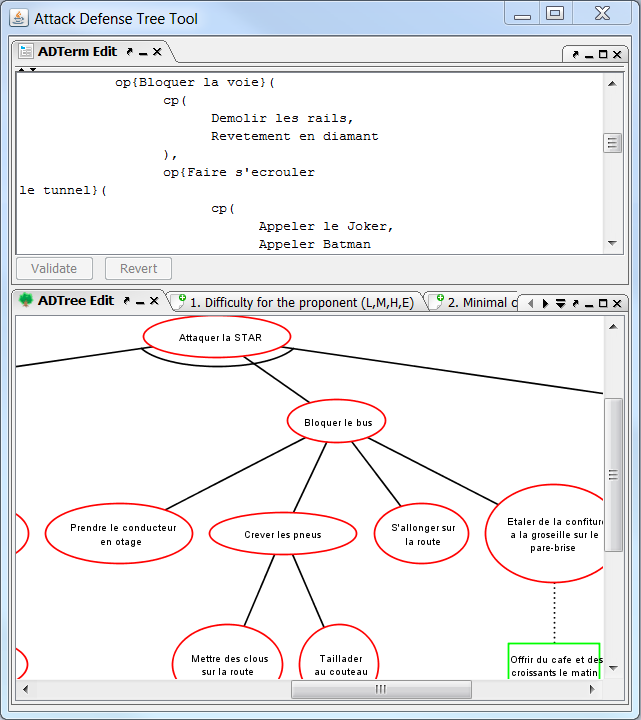 Attack Defense Tree Tool
ADTerm Edit
op{Bloquer la voie}(
cp(
Demolir les rails,
Revetement en diamant
),
op{Faire s'ecrouler
le tunnel}(
cp(
Appeler le Joker,
Appeler Batman
Validate Revert
ADTree Edit 1. Difficulty for the proponent (L,M,H,E) 2. Minimal c
Attaquer la STAR
Bloquer le bus
Prendre le conducteur
en otage
Crever les pneus
S'allonger sur
la route
Etaler de la confitur
a la groseille sur le
pare-brise
Mettre des clous
sur la route
Taillader
au couteau
Offrir du cafe et des
croissants le matin